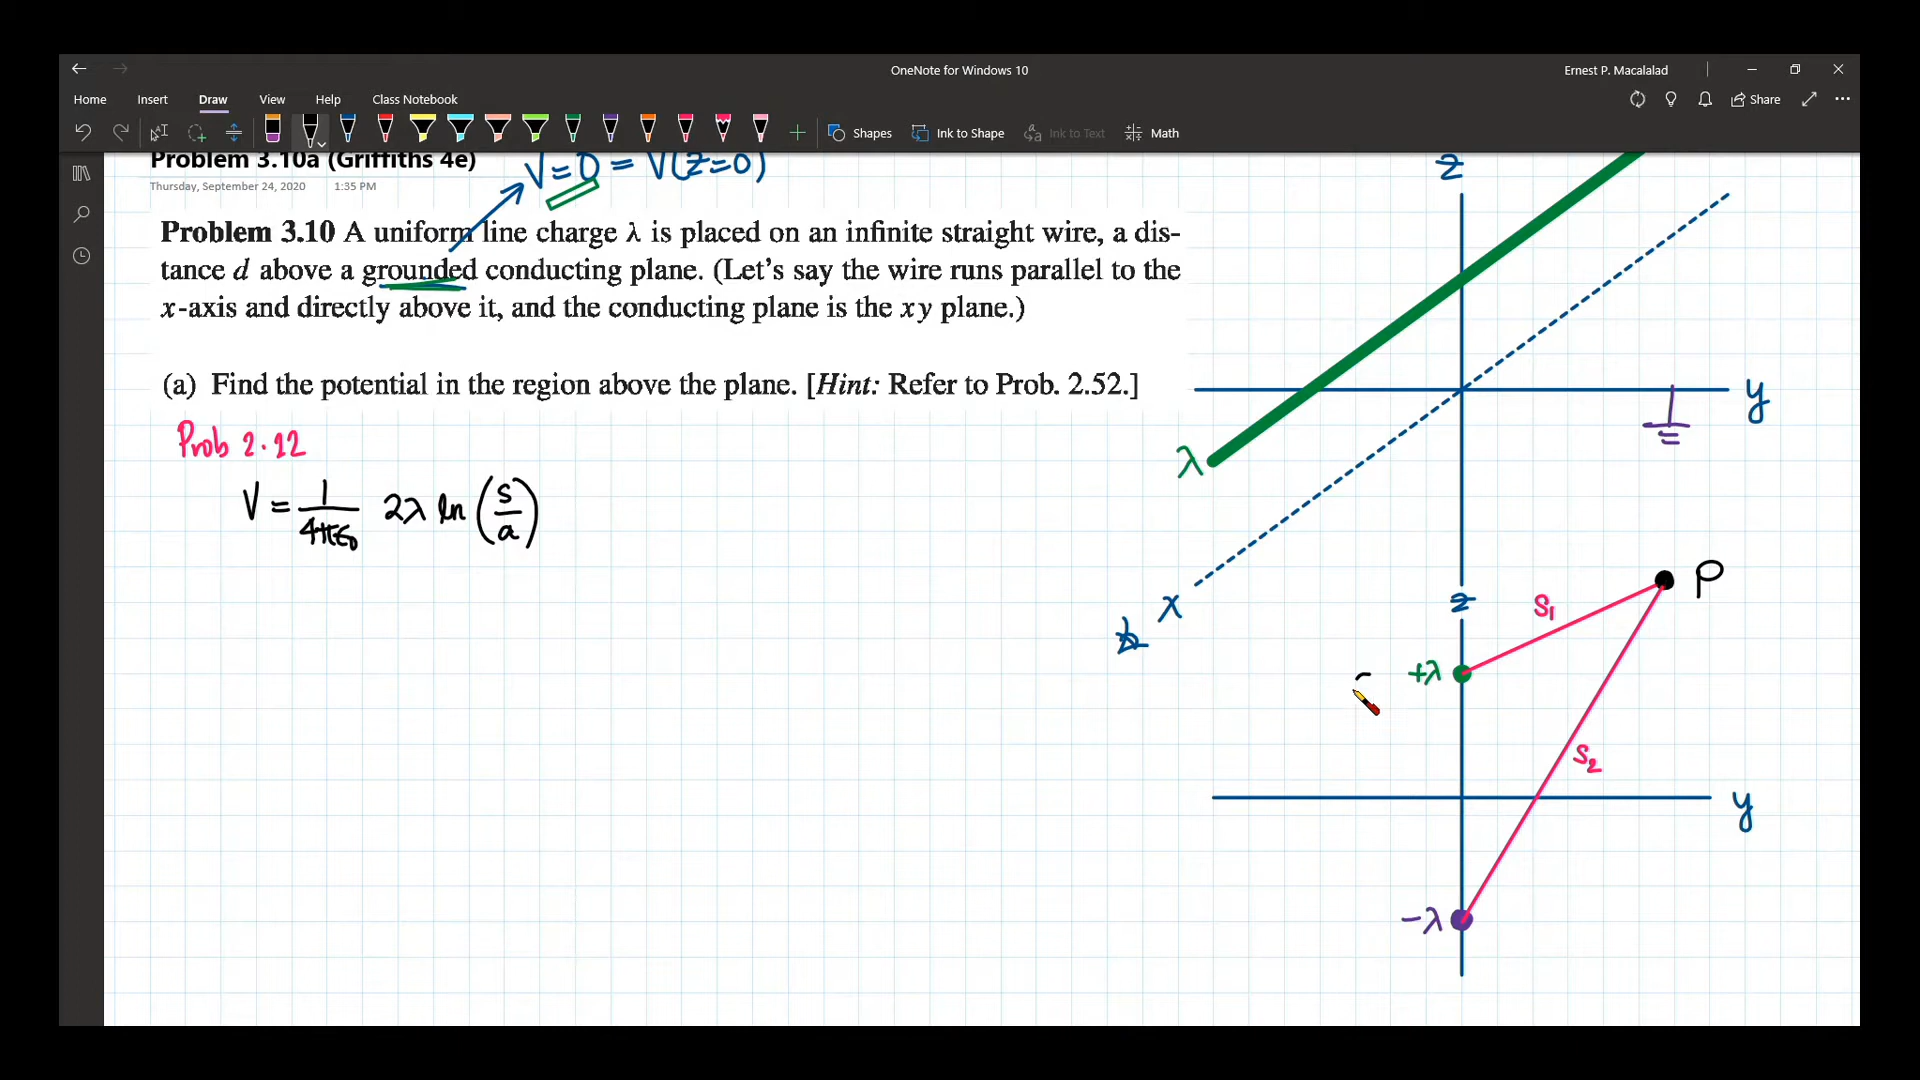 OneNote for Windows 10
Ernest P. Macalalad
Home Insert Draw View Help Class Notebook
Share
Shapes Ink to Shape Ink to Text Math
Problem 3.10a (Griffiths 4e)
Thursday, September 24, 2020 1:35 PM
V=0 = V(z=0)
Problem 3.10 A uniform line charge λ is placed on an infinite straight wire, a dis-
tance d above a grounded conducting plane. (Let's say the wire runs parallel to the
x-axis and directly above it, and the conducting plane is the xy plane.)
(a) Find the potential in the region above the plane. [Hint: Refer to Prob. 2.52.]
Prob 2.22
V = 1/4πε₀ 2λ ln (s/a)
z
y
λ
x
z
P
s₁
+λ
s₂
y
-λ